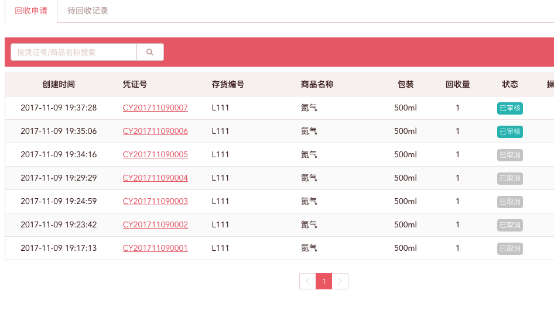 回收申请 待回收记录
按凭证号/商品名称搜索
创建时间 凭证号 存货编号 商品名称 包装 回收量 状态
2017-11-09 19:37:28 CY201711090007 L111 氮气 500ml 1 已审核
2017-11-09 19:35:06 CY201711090006 L111 氮气 500ml 1 已审核
2017-11-09 19:34:16 CY201711090005 L111 氮气 500ml 1 已取消
2017-11-09 19:29:29 CY201711090004 L111 氮气 500ml 1 已取消
2017-11-09 19:24:59 CY201711090003 L111 氮气 500ml 1 已取消
2017-11-09 19:23:42 CY201711090002 L111 氮气 500ml 1 已取消
2017-11-09 19:17:13 CY201711090001 L111 氮气 500ml 1 已取消
1